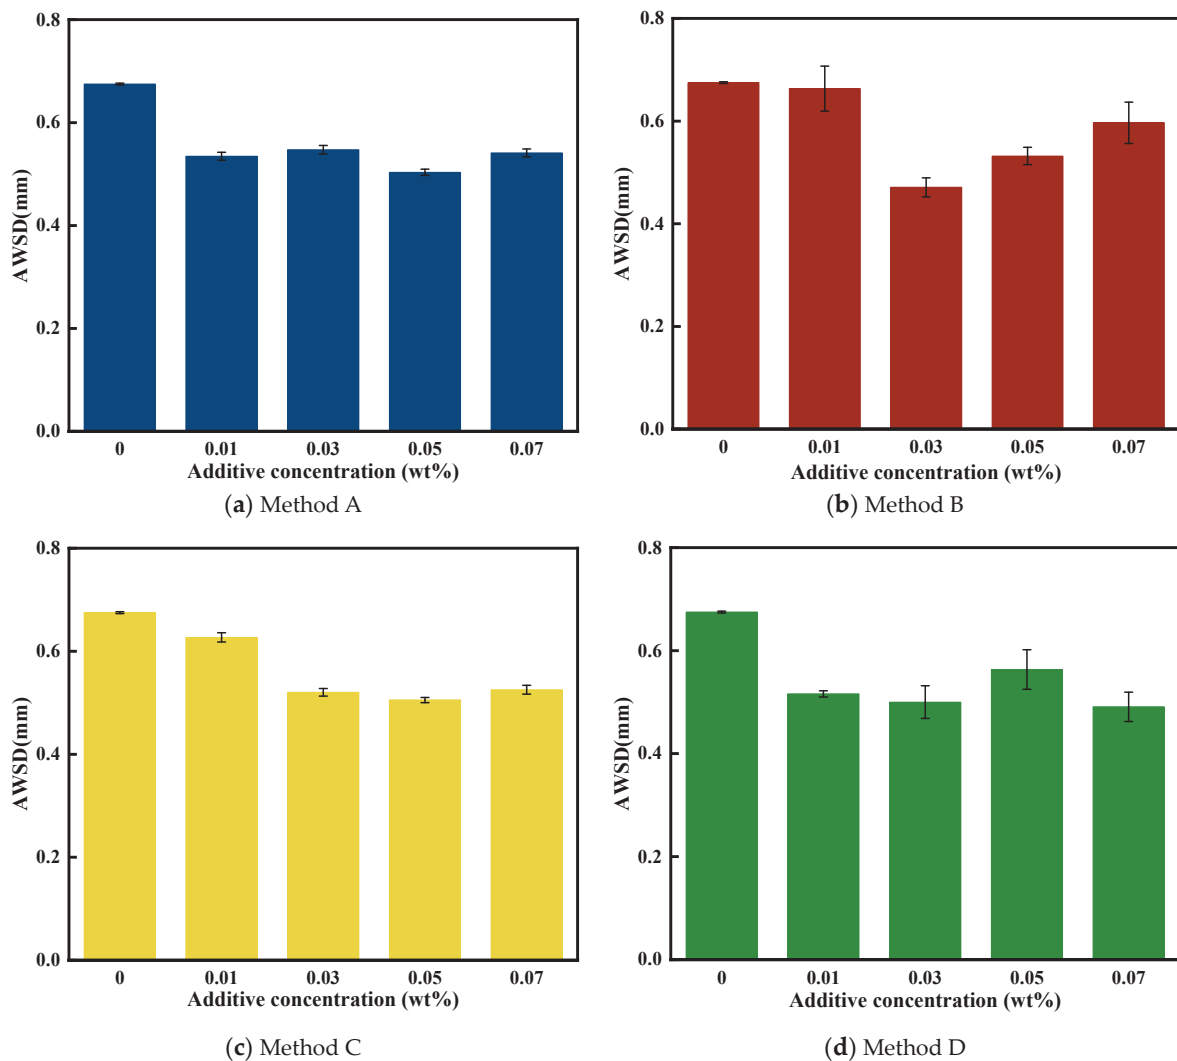 0.8
0.6
0.4
0.2
0.0
AWSD(mm)
0 0.01 0.03 0.05 0.07
Additive concentration (wt%)
(a) Method A
0.8
0.6
0.4
0.2
0.0
AWSD(mm)
0 0.01 0.03 0.05 0.07
Additive concentration (wt%)
(b) Method B
0.8
0.6
0.4
0.2
0.0
AWSD(mm)
0 0.01 0.03 0.05 0.07
Additive concentration (wt%)
(c) Method C
0.8
0.6
0.4
0.2
0.0
AWSD(mm)
0 0.01 0.03 0.05 0.07
Additive concentration (wt%)
(d) Method D